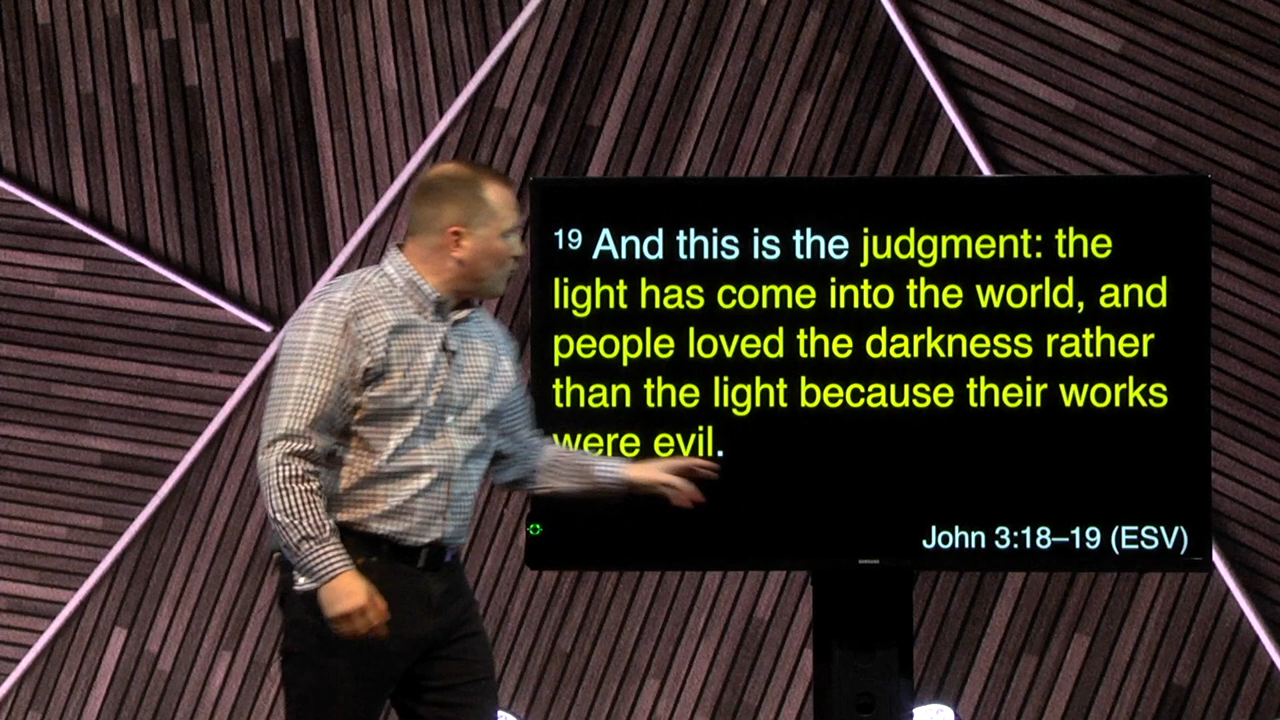 19 And this is the judgment: the
light has come into the world, and
people loved the darkness rather
than the light because their works
were evil.
John 3:18–19 (ESV)